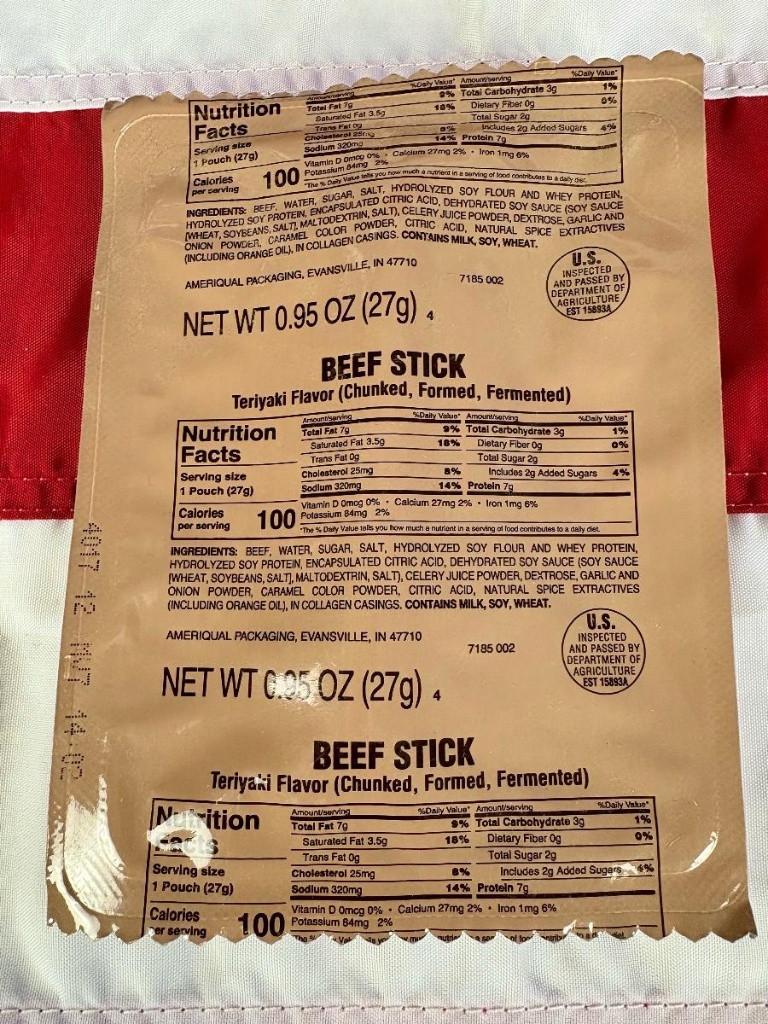 Nutrition Facts
Serving size
1 Pouch (27g)
Calories per serving 100
Amount/serving %Daily Value* Amount/serving %Daily Value*
Total Fat 7g 9% Total Carbohydrate 3g 1%
Saturated Fat 3.5g 18% Dietary Fiber 0g 0%
Trans Fat 0g Total Sugar 2g
Cholesterol 25mg 8% Includes 2g Added Sugars 4%
Sodium 320mg 14% Protein 7g
Vitamin D 0mcg 0% • Calcium 27mg 2% • Iron 1mg 6%
Potassium 84mg 2%
*The % Daily Value tells you how much a nutrient in a serving of food contributes to a daily diet.
INGREDIENTS: BEEF, WATER, SUGAR, SALT, HYDROLYZED SOY FLOUR AND WHEY PROTEIN,
HYDROLYZED SOY PROTEIN, ENCAPSULATED CITRIC ACID, DEHYDRATED SOY SAUCE (SOY SAUCE
[WHEAT, SOYBEANS, SALT], MALTODEXTRIN, SALT), CELERY JUICE POWDER, DEXTROSE, GARLIC AND
ONION POWDER, CARAMEL COLOR POWDER, CITRIC ACID, NATURAL SPICE EXTRACTIVES
(INCLUDING ORANGE OIL), IN COLLAGEN CASINGS. CONTAINS MILK, SOY, WHEAT.
AMERIQUAL PACKAGING, EVANSVILLE, IN 47710
7185 002
U.S.
INSPECTED
AND PASSED BY
DEPARTMENT OF
AGRICULTURE
EST 15893A
NET WT 0.95 OZ (27g) 4
BEEF STICK
Teriyaki Flavor (Chunked, Formed, Fermented)
Nutrition
Facts
Serving size
1 Pouch (27g)
Calories per serving 100
Amount/serving %Daily Value* Amount/serving %Daily Value*
Total Fat 7g 9% Total Carbohydrate 3g 1%
Saturated Fat 3.5g 18% Dietary Fiber 0g 0%
Trans Fat 0g Total Sugar 2g
Cholesterol 25mg 8% Includes 2g Added Sugars 4%
Sodium 320mg 14% Protein 7g
Vitamin D 0mcg 0% • Calcium 27mg 2% • Iron 1mg 6%
Potassium 84mg 2%
*The % Daily Value tells you how much a nutrient in a serving of food contributes to a daily diet.
INGREDIENTS: BEEF, WATER, SUGAR, SALT, HYDROLYZED SOY FLOUR AND WHEY PROTEIN,
HYDROLYZED SOY PROTEIN, ENCAPSULATED CITRIC ACID, DEHYDRATED SOY SAUCE (SOY SAUCE
[WHEAT, SOYBEANS, SALT], MALTODEXTRIN, SALT), CELERY JUICE POWDER, DEXTROSE, GARLIC AND
ONION POWDER, CARAMEL COLOR POWDER, CITRIC ACID, NATURAL SPICE EXTRACTIVES
(INCLUDING ORANGE OIL), IN COLLAGEN CASINGS. CONTAINS MILK, SOY, WHEAT.
AMERIQUAL PACKAGING, EVANSVILLE, IN 47710
7185 002
U.S.
INSPECTED
AND PASSED BY
DEPARTMENT OF
AGRICULTURE
EST 15893A
NET WT 0.95 OZ (27g) 4
BEEF STICK
Teriyaki Flavor (Chunked, Formed, Fermented)
Nutrition
Facts
Serving size
1 Pouch (27g)
Calories per serving 100
Amount/serving %Daily Value* Amount/serving %Daily Value*
Total Fat 7g 9% Total Carbohydrate 3g 1%
Saturated Fat 3.5g 18% Dietary Fiber 0g 0%
Trans Fat 0g Total Sugar 2g
Cholesterol 25mg 8% Includes 2g Added Sugars 4%
Sodium 320mg 14% Protein 7g
Vitamin D 0mcg 0% • Calcium 27mg 2% • Iron 1mg 6%
Potassium 84mg 2%